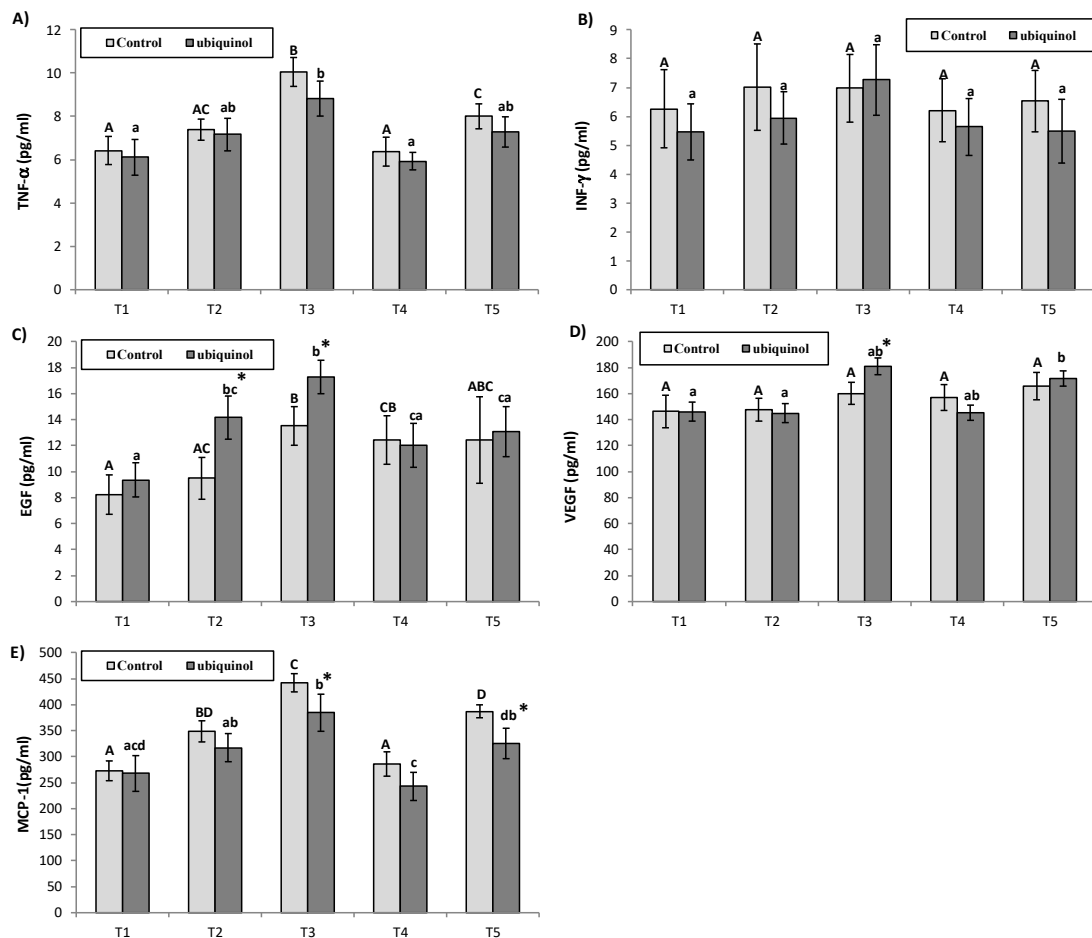 A)
Control ubiquinol
TNF-α (pg/ml)
12
10
8
6
4
2
0
A a AC ab B b A a C ab
T1 T2 T3 T4 T5
B)
Control ubiquinol
INF-γ (pg/ml)
10
9
8
7
6
5
4
3
2
1
0
A a A a A a A a A a
T1 T2 T3 T4 T5
C)
Control ubiquinol
EGF (pg/ml)
20
18
16
14
12
10
8
6
4
2
0
A a AC bc* B b* CB ca ABC ca
T1 T2 T3 T4 T5
D)
Control ubiquinol
VEGF (pg/ml)
200
180
160
140
120
100
80
60
40
20
0
A a A a A ab* A ab A b
T1 T2 T3 T4 T5
E)
Control ubiquinol
MCP-1(pg/ml)
500
450
400
350
300
250
200
150
100
50
0
A acd BD ab C b* A c D db*
T1 T2 T3 T4 T5